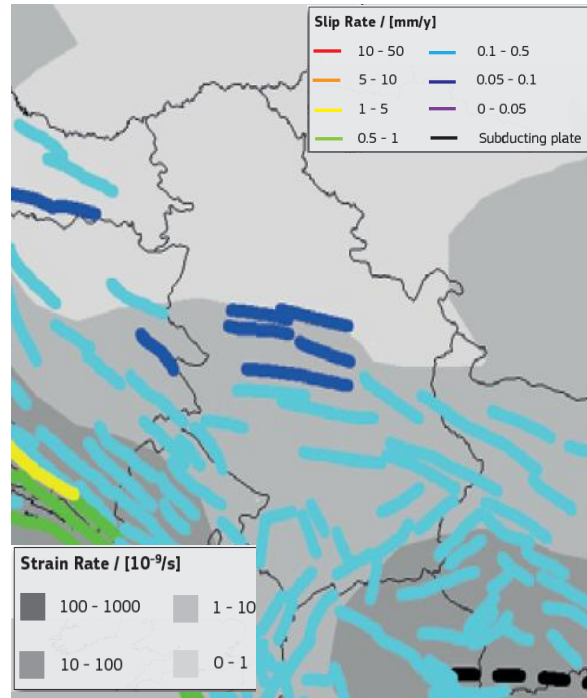 Slip Rate / [mm/y]
10 - 50
0.1 - 0.5
5 - 10
0.05 - 0.1
1 - 5
0 - 0.05
0.5 - 1
Subducting plate
Strain Rate / [10⁻⁹/s]
100 - 1000
1 - 10
10 - 100
0 - 1